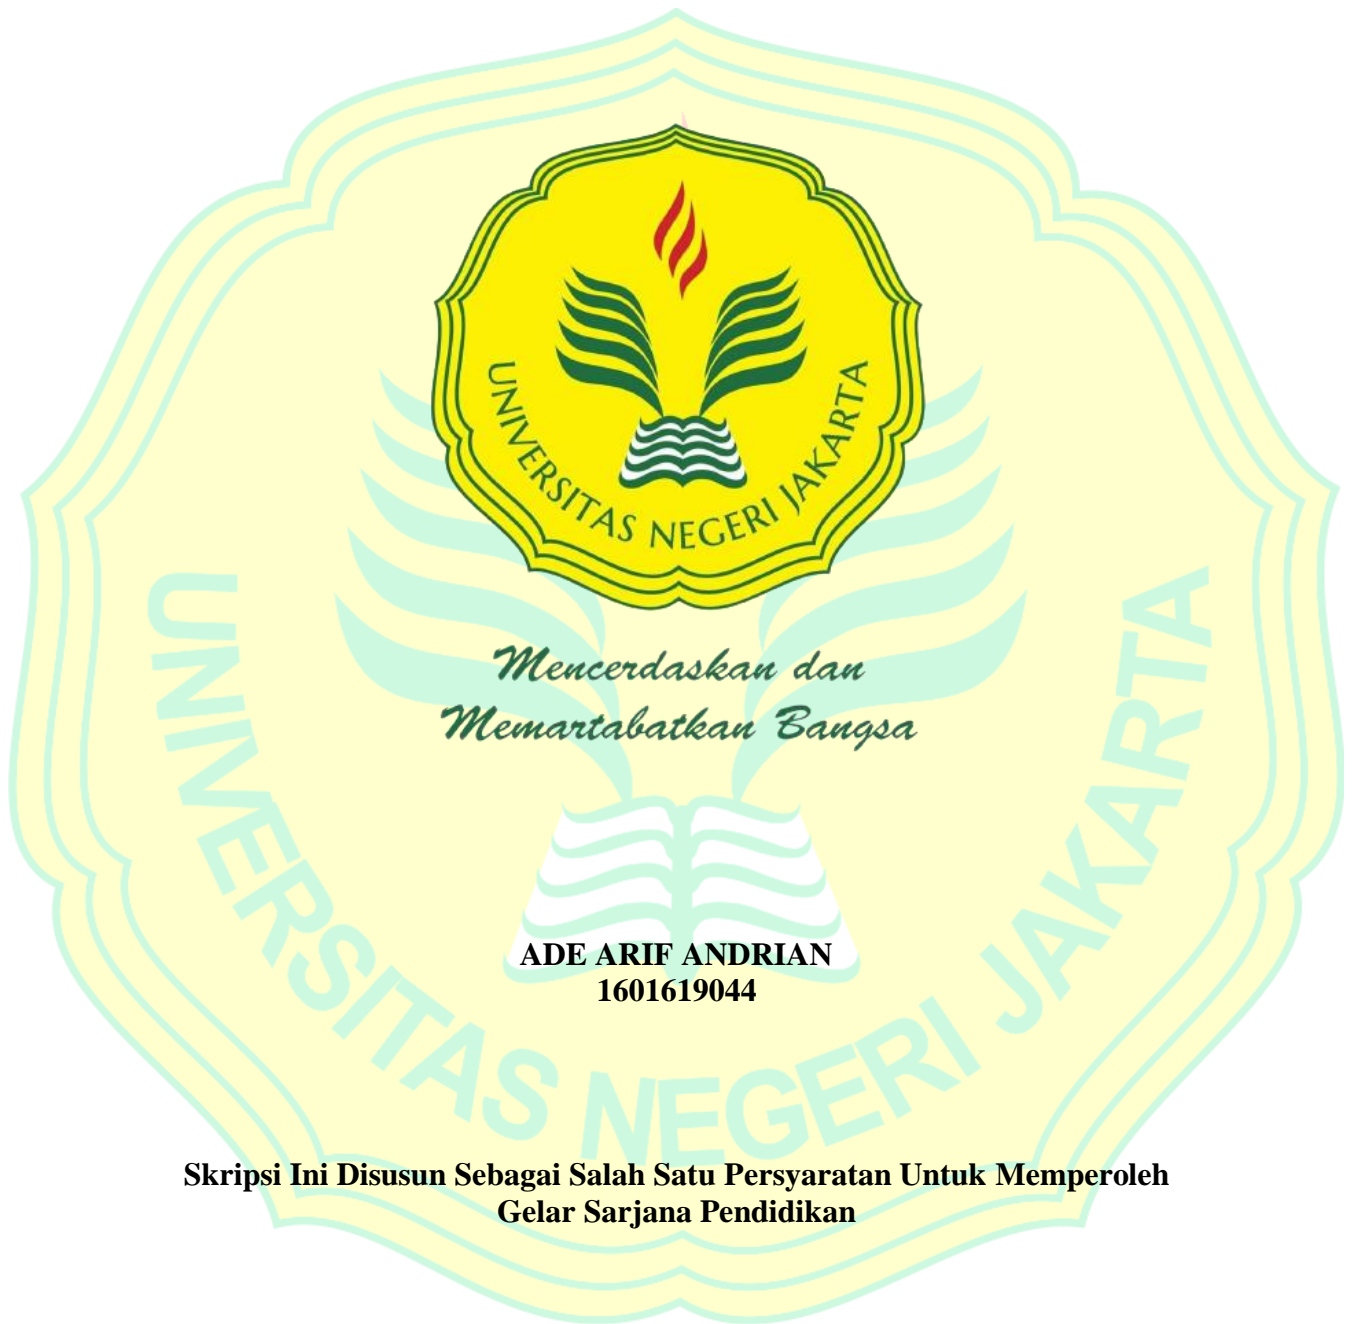 UNIVERSITAS NEGERI JAKARTA
Mencerdaskan dan
Memartabatkan Bangsa
UNIVERSITAS NEGERI JAKARTA
ADE ARIF ANDRIAN
1601619044
Skripsi Ini Disusun Sebagai Salah Satu Persyaratan Untuk Memperoleh
Gelar Sarjana Pendidikan